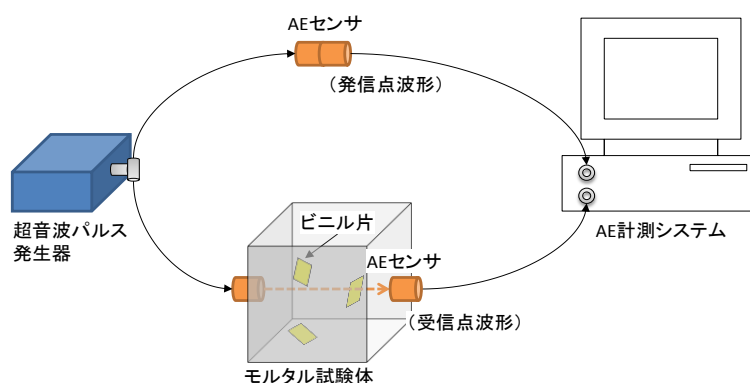 AEセンサ
（発信点波形）
超音波パルス
発生器
ビニル片
AEセンサ
（受信点波形）
AE計測システム
モルタル試験体